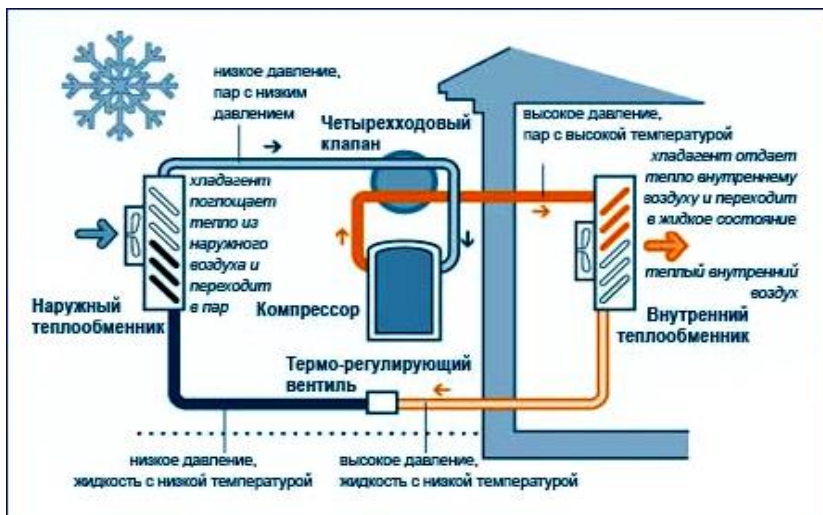 низкое давление,
пар с низким
давлением
Четырехходовый
клапан
высокое давление,
пар с высокой температурой
хладагент
поглощает
тепло из
наружного
воздуха и
переходит
в пар
хладагент отдает
тепло внутреннему
воздуху и переходит
в жидкое состояние
теплый внутренний
воздух
Наружный
теплообменник
Компрессор
Внутренний
теплообменник
Термо-регулирующий
вентиль
низкое давление,
жидкость с низкой температурой
высокое давление,
жидкость с низкой температурой